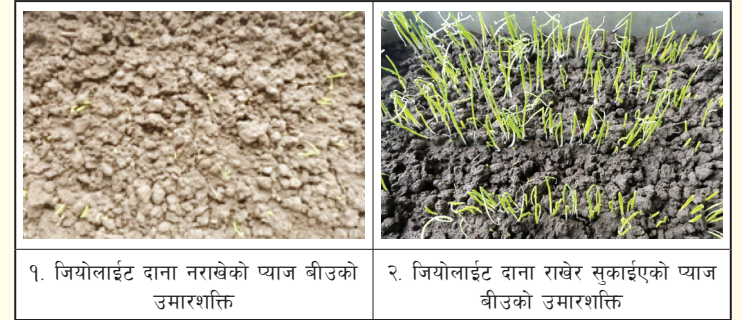 १. जियोलाईट दाना नराखेको प्याज बीउको
उमारशक्ति
२. जियोलाईट दाना राखेर सुकाईएको प्याज
बीउको उमारशक्ति